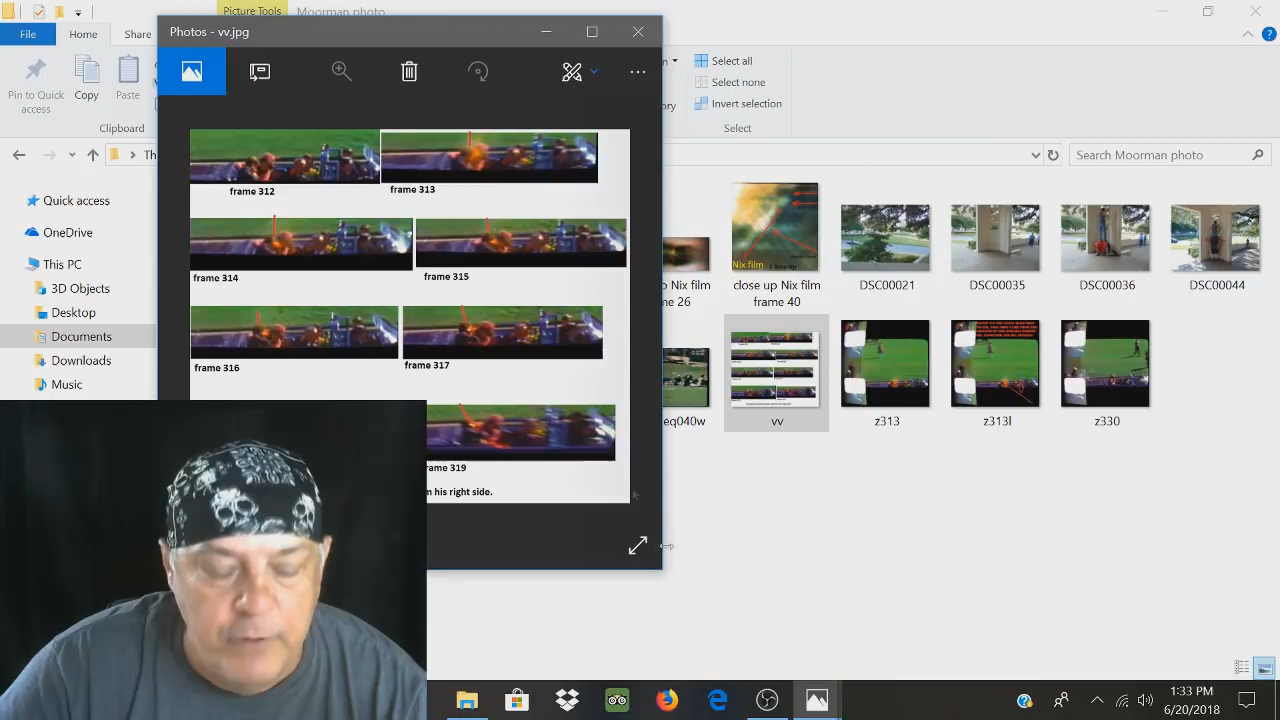 Picture Tools
Moorman photo
File
Home
Share
Photos - vv.jpg
Pin to Quick access
Copy
Paste
Clipboard
Select all
Select none
Invert selection
Select
Search Moorman photo
Quick access
OneDrive
This PC
3D Objects
Desktop
Documents
Downloads
Music
frame 312
frame 313
frame 314
frame 315
frame 316
frame 317
frame 319
his right side.
Nix film
Nix film
frame 26
close up Nix film
frame 40
DSC00021
DSC00035
DSC00036
DSC00044
vv
z313
z313l
z330
1:33 PM
6/20/2018